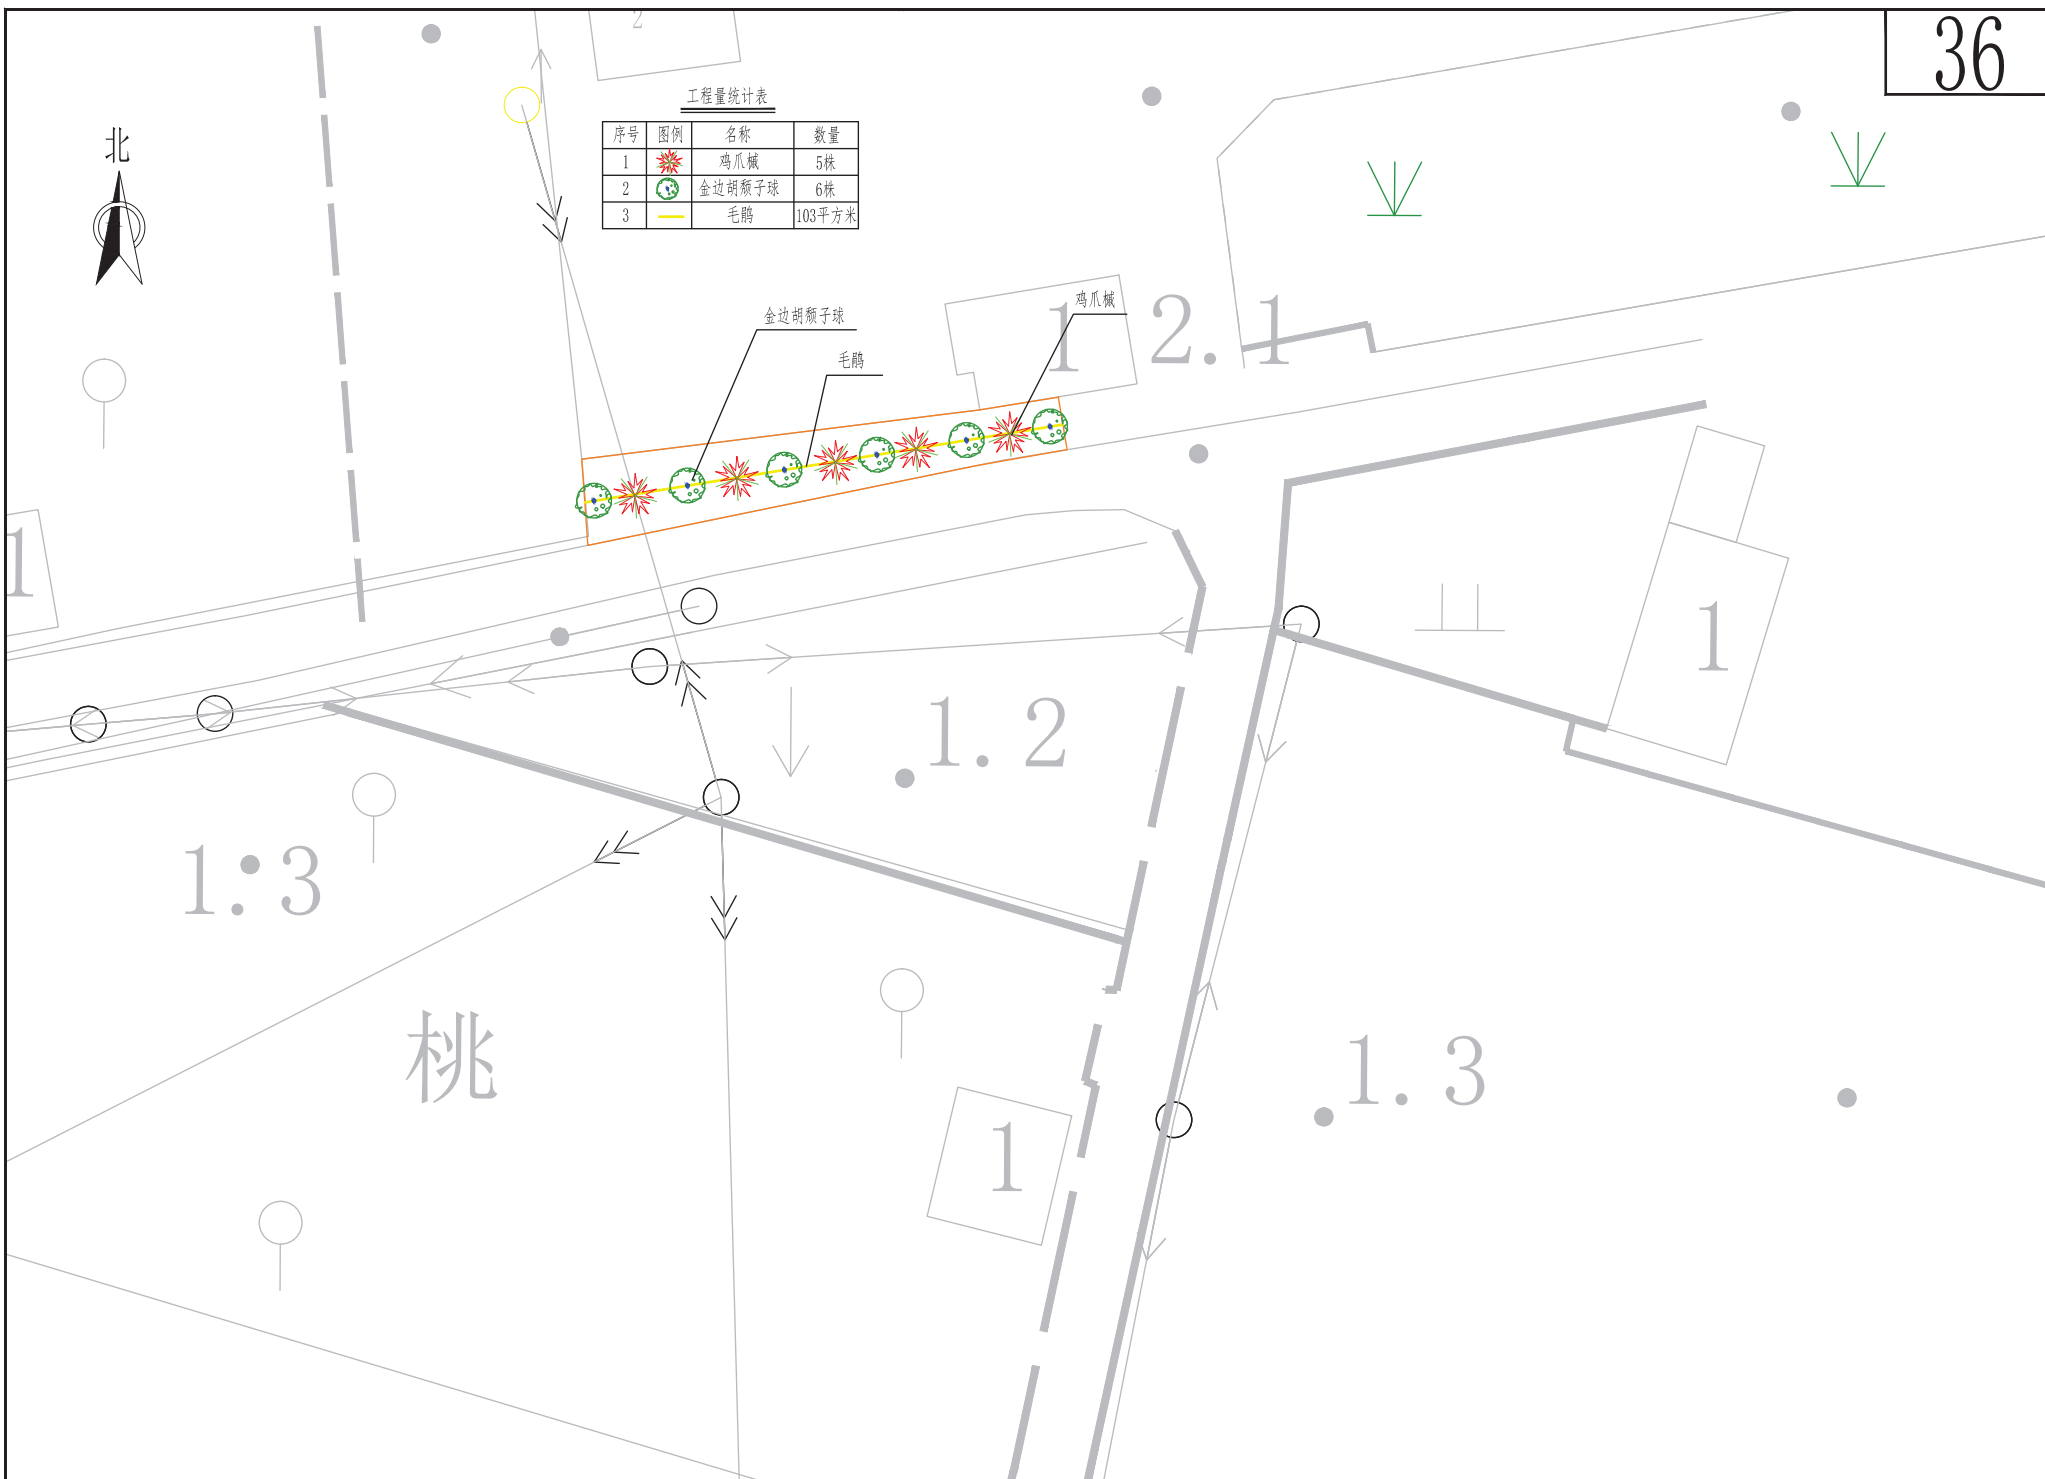 2
36
工程量统计表
序号 图例 名称 数量
1 鸡爪槭 5株
2 金边胡颓子球 6株
3 毛鹃 103平方米
北
金边胡颓子球
鸡爪槭
毛鹃
1
2.1
1
1
1.2
1.3
桃
1.3
1